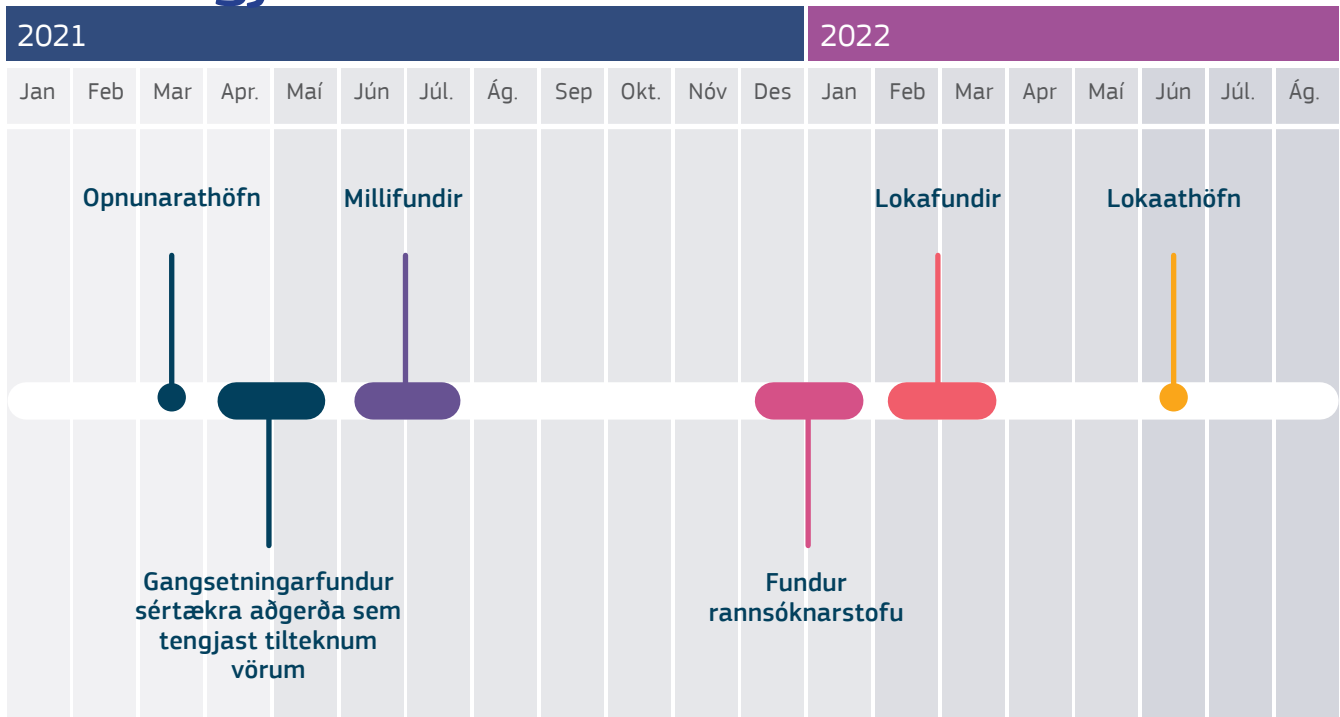 2021 2022
Jan Feb Mar Apr. Maí Jún Júl. Ág. Sep Okt. Nóv Des Jan Feb Mar Apr Maí Jún Júl. Ág.
Opnunarathöfn Millifundir Lokafundir Lokaathöfn
Gangsetningarfundur
sértækra aðgerða sem
tengjast tilteknum
vörum
Fundur
rannsóknarstofu